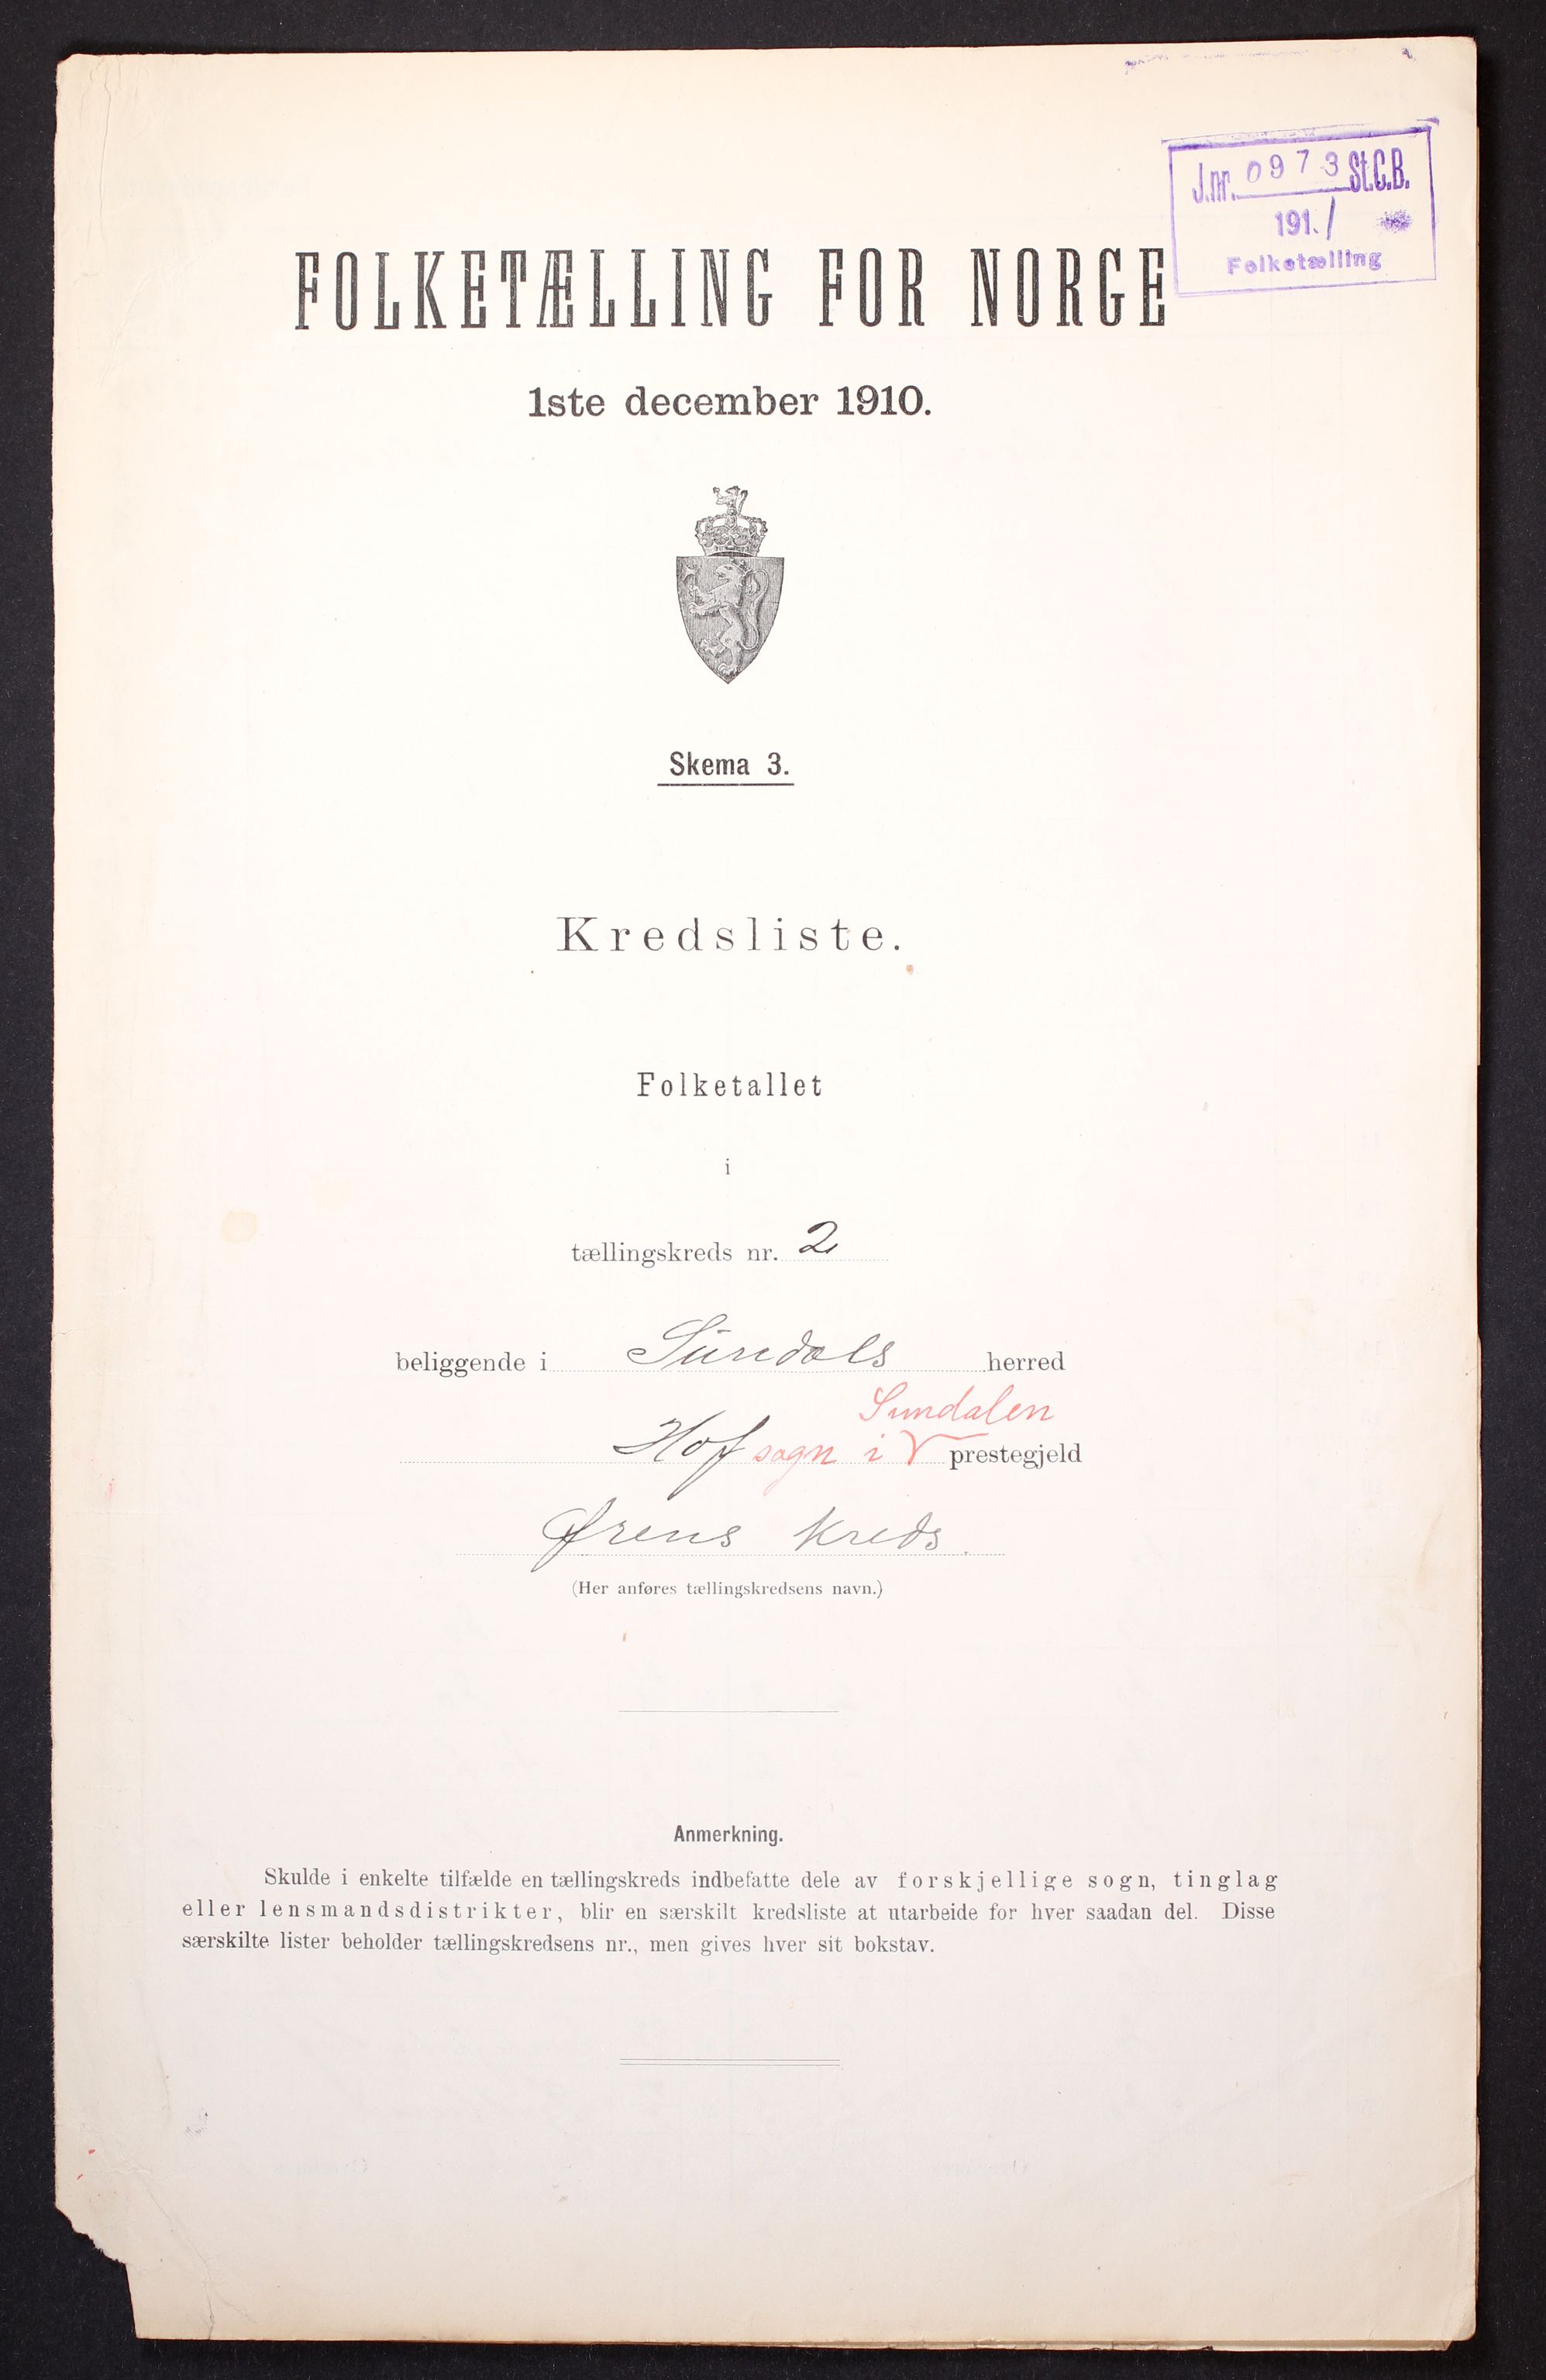 J.nr. 0973 St.C.B.
191.1
Folketælling
FOLKETÆLLING FOR NORGE
1ste december 1910.
Skema 3.
Kredsliste.
Folketallet
i
tællingskreds nr. 2
beliggende i Sundals herred
Sundalen
Hof sogn i prestegjeld
Ørens kreds.
(Her anføres tællingskredsens navn.)
Anmerkning.
Skulde i enkelte tilfælde en tællingskreds indbefatte dele av forskjellige sogn, tinglag
eller lensmandsdistrikter, blir en særskilt kredsliste at utarbeide for hver saadan del. Disse
særskilte lister beholder tællingskredsens nr., men gives hver sit bokstav.